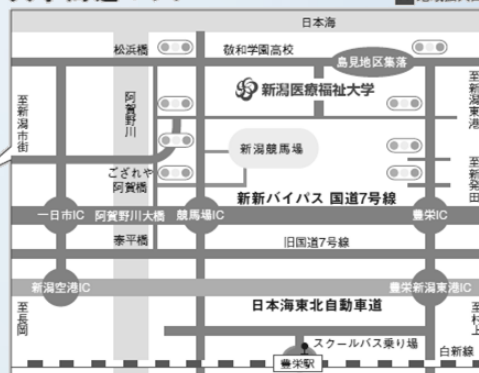 日本海
松浜橋
敬和学園高校
島見地区集落
至新潟東港
新潟医療福祉大学
阿賀野川
至新潟市街
新潟競馬場
ござれや
阿賀橋
至新発田
新新バイパス 国道7号線
一日市IC
阿賀野川大橋
競馬場IC
豊栄IC
泰平橋
旧国道7号線
新潟空港IC
豊栄新潟東港IC
至長岡
日本海東北自動車道
至村上
スクールバス乗り場
白新線
豊栄駅